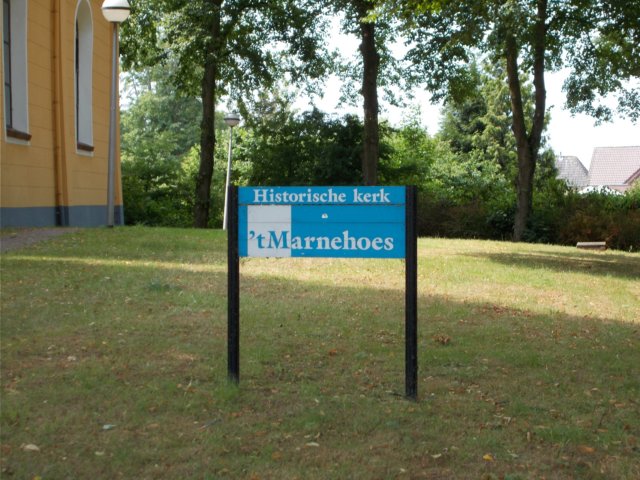 Historische kerk
'tMarnehoes